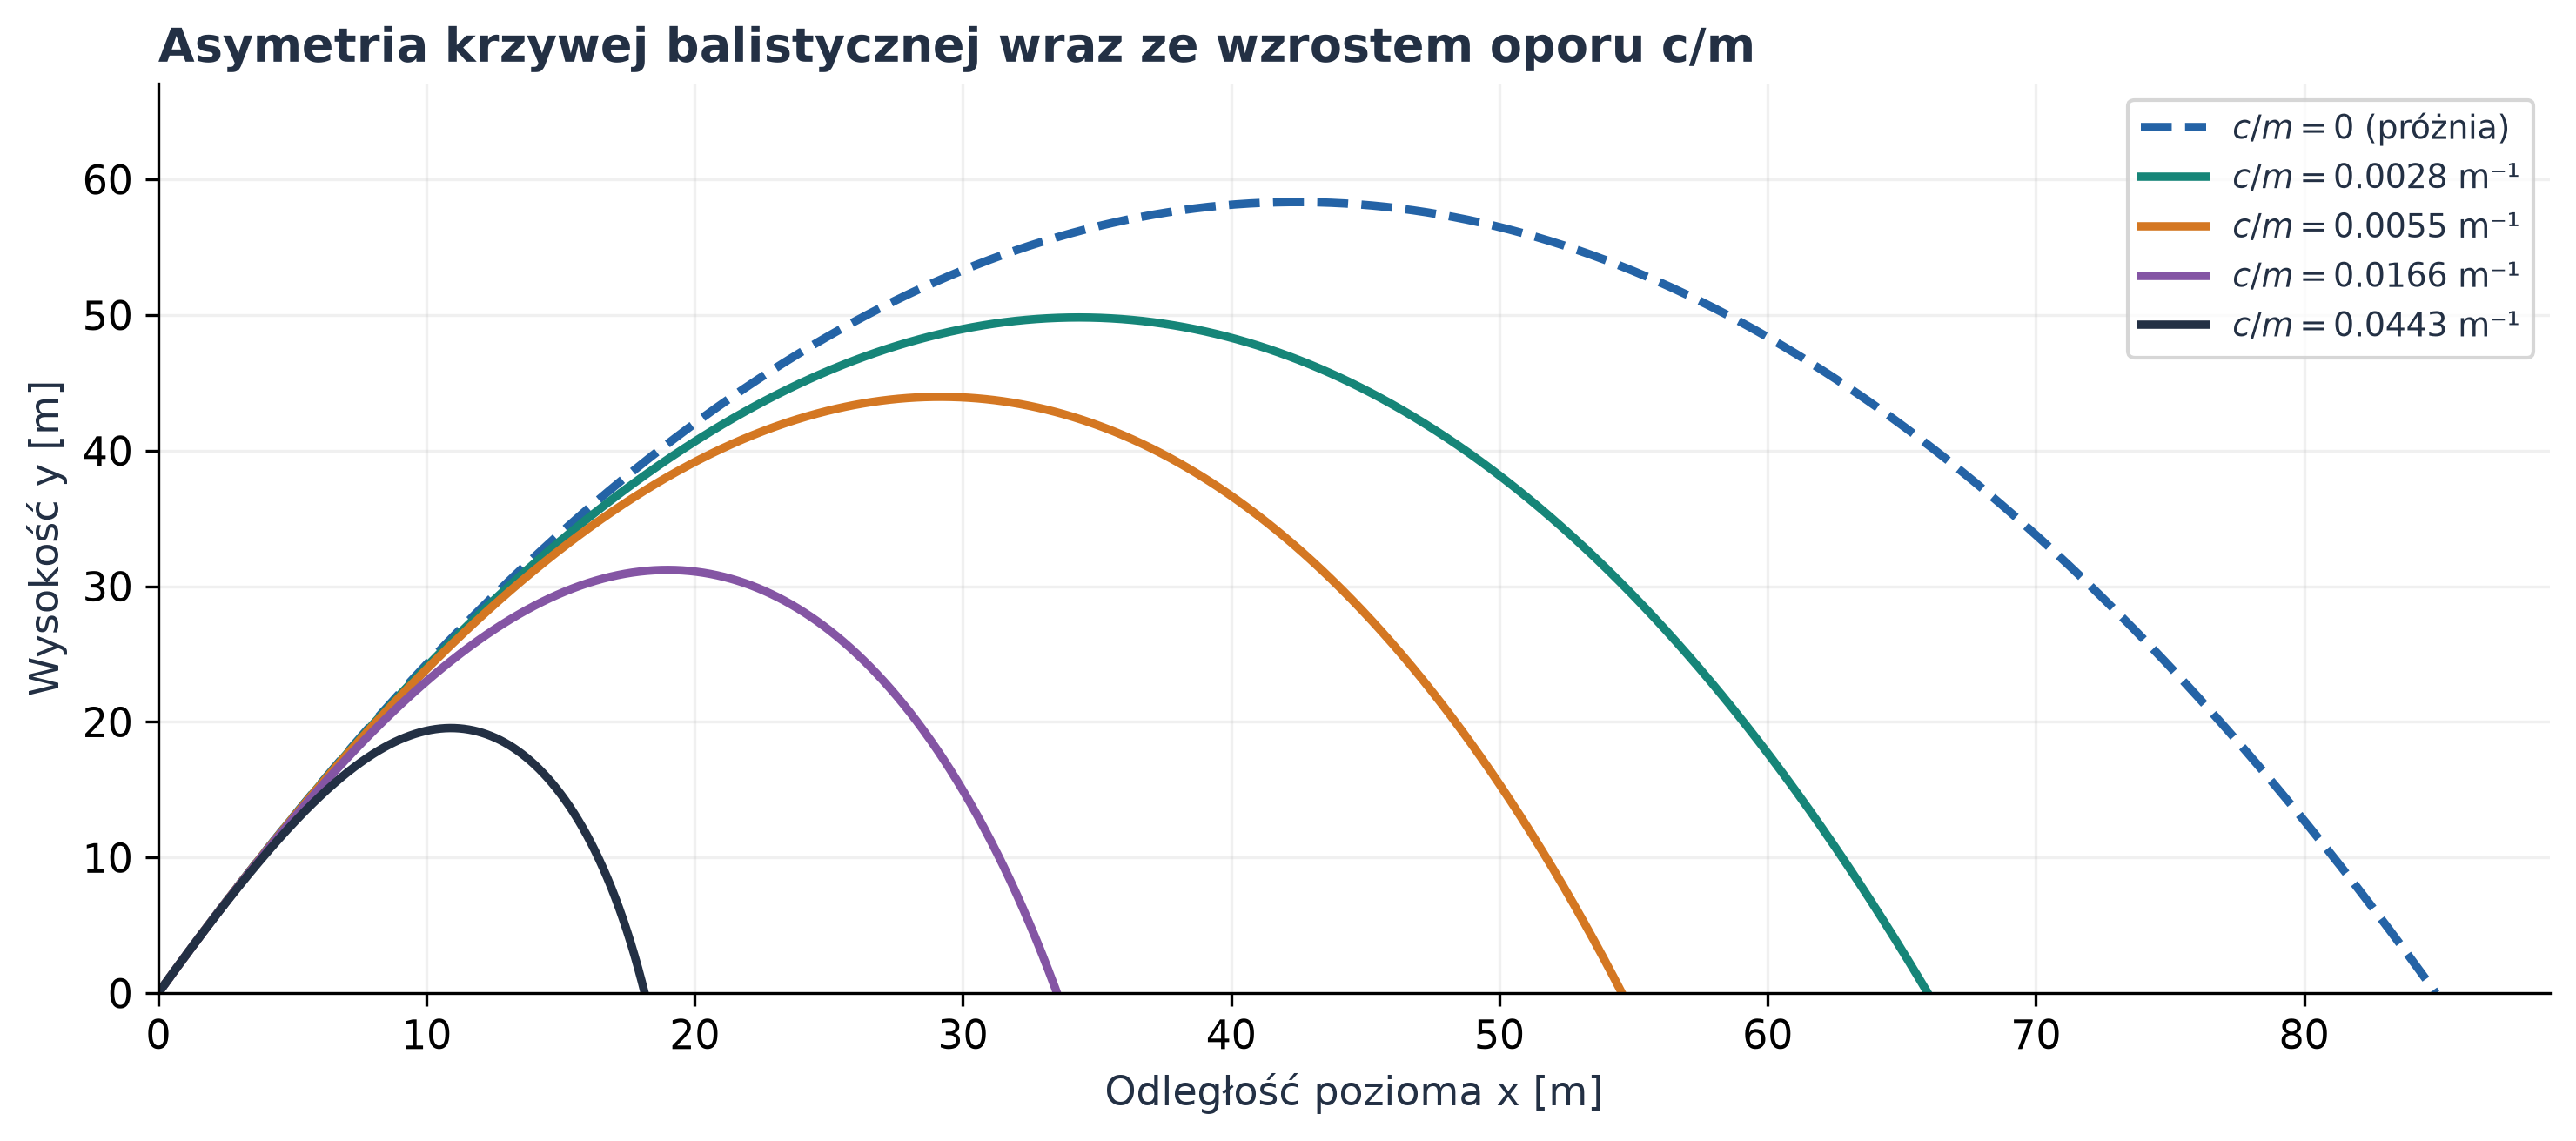 Asymetria krzywej balistycznej wraz ze wzrostem oporu c/m
c/m = 0 (próżnia)
c/m = 0.0028 m⁻¹
c/m = 0.0055 m⁻¹
c/m = 0.0166 m⁻¹
c/m = 0.0443 m⁻¹
Wysokość y [m]
60
50
40
30
20
10
0
0 10 20 30 40 50 60 70 80
Odległość pozioma x [m]